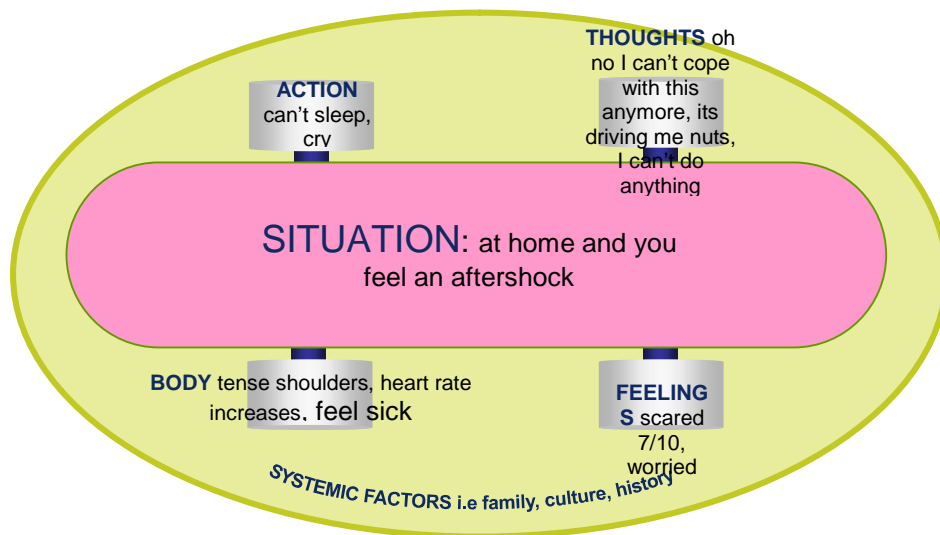 THOUGHTS oh
no I can't cope
with this
anymore, its
driving me nuts,
I can't do
anything
ACTION
can't sleep,
cry
SITUATION: at home and you
feel an aftershock
BODY tense shoulders, heart rate
increases, feel sick
FEELING
S scared
7/10,
worried
SYSTEMIC FACTORS i.e family, culture, history